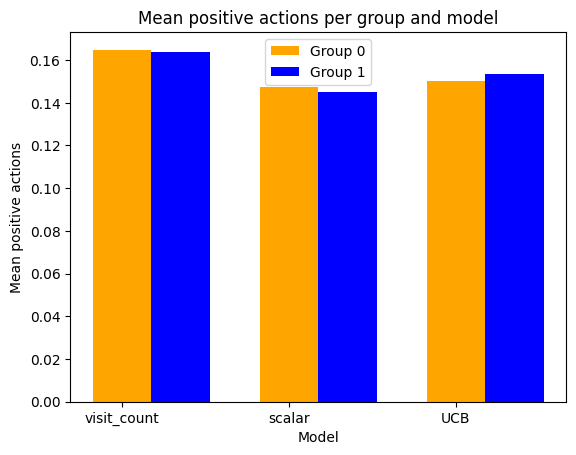 Mean positive actions per group and model
Group 0
Group 1
Mean positive actions
0.16
0.14
0.12
0.10
0.08
0.06
0.04
0.02
0.00
visit_count scalar UCB
Model